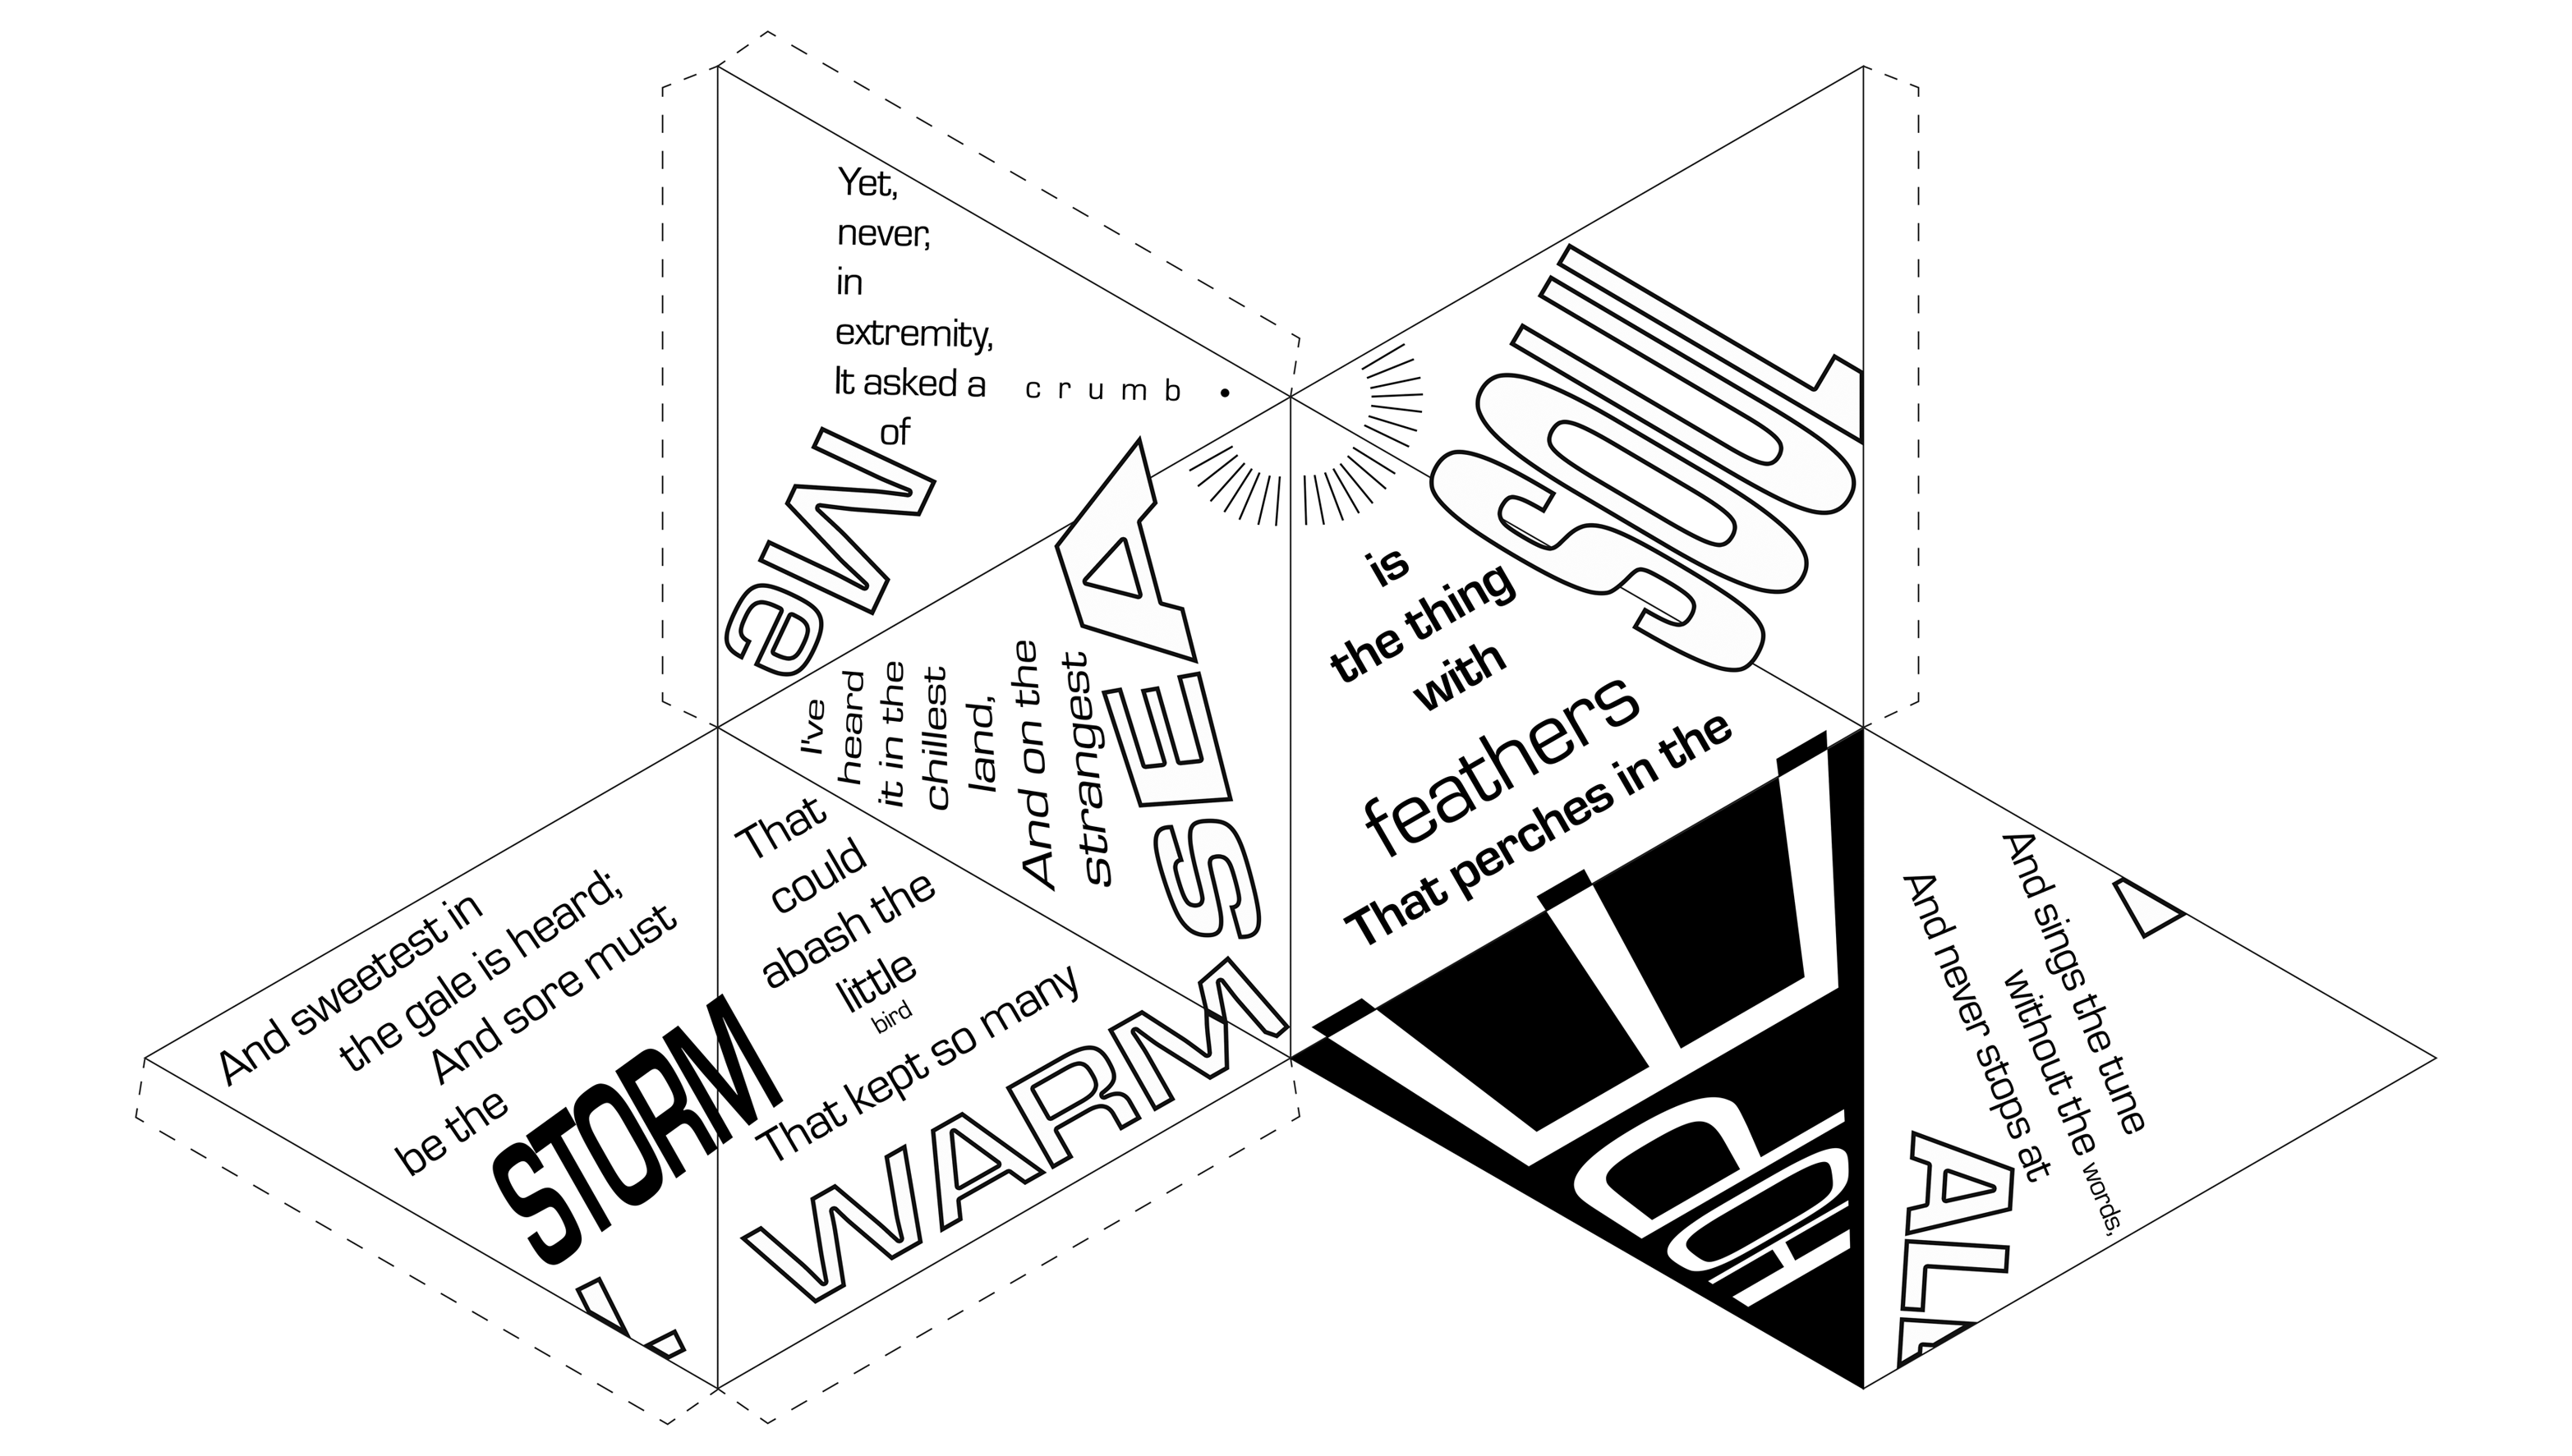 HOPE
is
the thing
with
feathers
That perches in the
SOUL
And sings the tune
without the words,
And never stops at
ALL
And sweetest in
the gale is heard;
And sore must
be the
STORM
That
could
abash the
little
bird
That kept so many
WARM
I've
heard
it in the
chillest
land,
And on the
strangest
SEA
Yet,
never,
in
extremity,
It asked a crumb
of
Me.